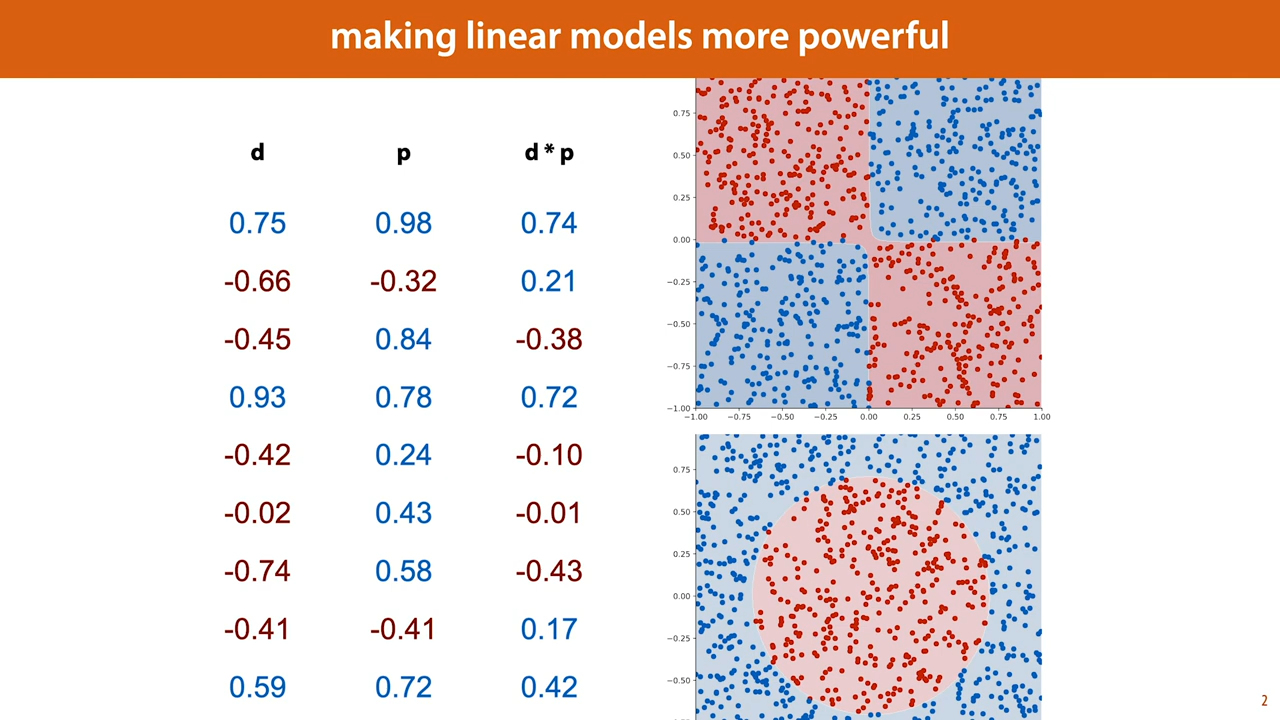 making linear models more powerful
d p d * p
0.75 0.98 0.74
-0.66 -0.32 0.21
-0.45 0.84 -0.38
0.93 0.78 0.72
-0.42 0.24 -0.10
-0.02 0.43 -0.01
-0.74 0.58 -0.43
-0.41 -0.41 0.17
0.59 0.72 0.42
0.75
0.50
0.25
0.00
−0.25
−0.50
−0.75
−1.00
−1.00 −0.75 −0.50 −0.25 0.00 0.25 0.50 0.75 1.00
0.75
0.50
0.25
0.00
−0.25
−0.50
2